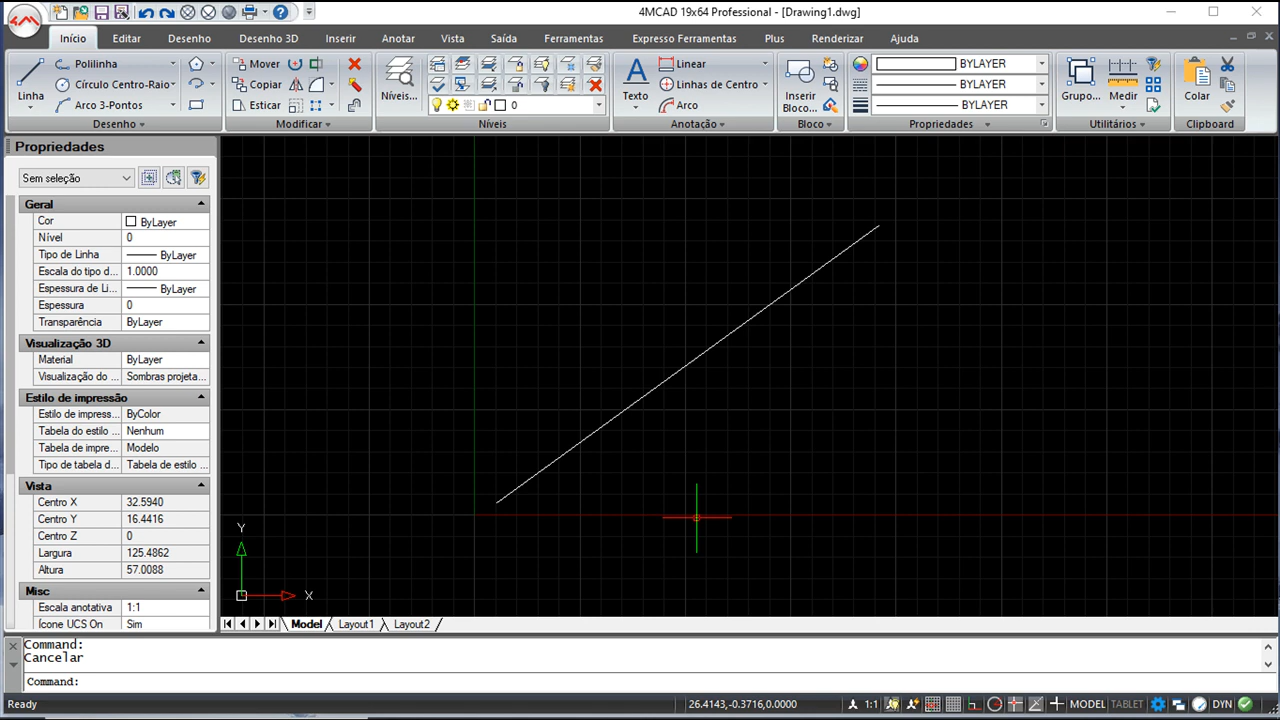 4MCAD 19x64 Professional - [Drawing1.dwg]
Início Editar Desenho Desenho 3D Inserir Anotar Vista Saída Ferramentas Expresso Ferramentas Plus Renderizar Ajuda
Linha
Polilinha
Círculo Centro-Ra
Arco 3-Pontos
Desenho
Mover
Copiar
Esticar
Modificar
Níveis...
0
Níveis
Texto
Linear
Linhas de Centro
Arco
Anotação
Inserir
Bloco...
Bloco
BYLAYER
BYLAYER
BYLAYER
Propriedades
Grupo...
Medir
Utilitários
Colar
Clipboard
Propriedades
Sem seleção
Geral
Cor ByLayer
Nível 0
Tipo de Linha ByLayer
Escala do tipo d... 1.0000
Espessura de Li... ByLayer
Espessura 0
Transparência ByLayer
Visualização 3D
Material ByLayer
Visualização do ... Sombras projeta...
Estilo de impressão
Estilo de impress... ByColor
Tabela do estilo ... Nenhum
Tabela de impre... Modelo
Tipo de tabela d... Tabela de estilo ...
Vista
Centro X 32.5940
Centro Y 16.4416
Centro Z 0
Largura 125.4862
Altura 57.0088
Misc
Escala anotativa 1:1
Ícone UCS On Sim
Y
X
Model Layout1 Layout2
Command:
Cancelar
Command:
Ready 26.4143,-0.3716,0.0000 1:1 MODEL TABLET DYN